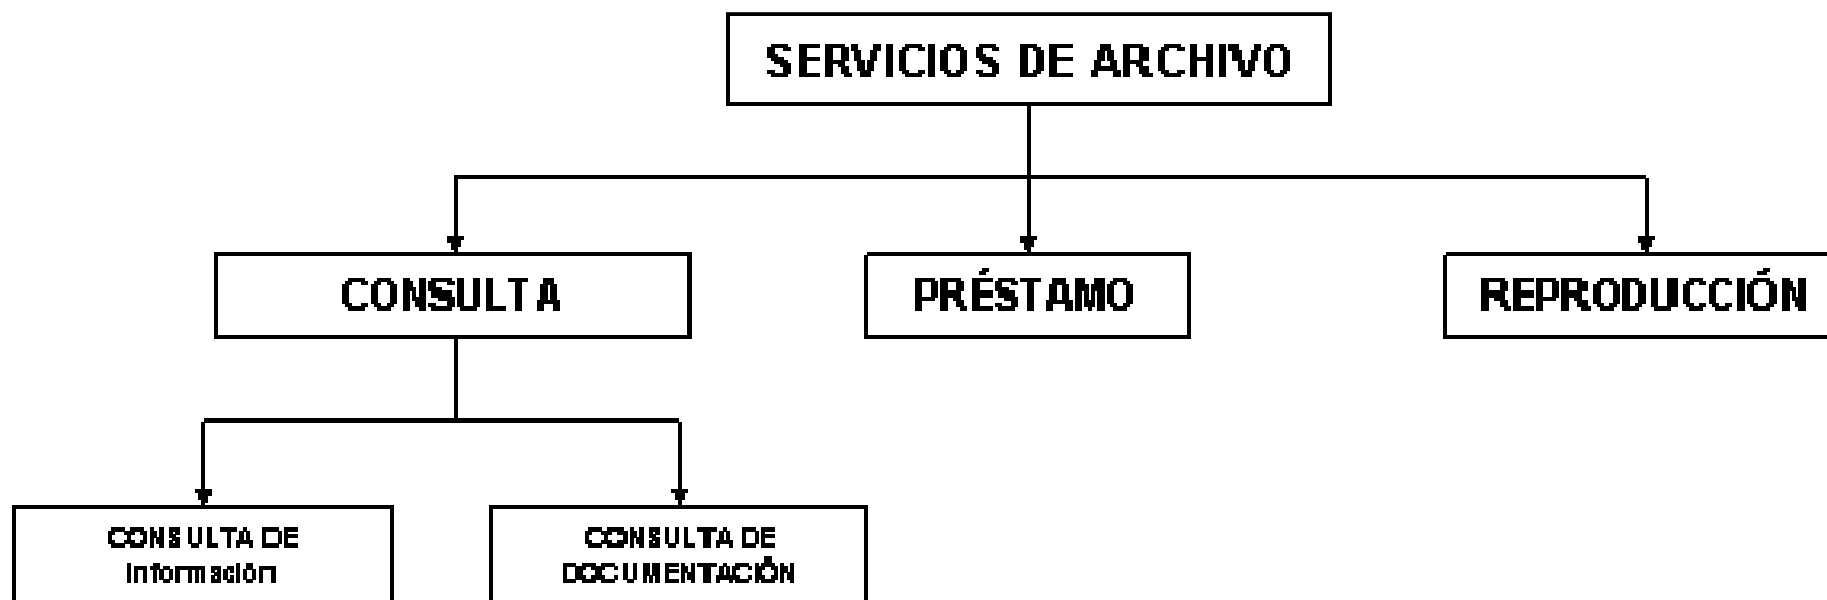 SERVICIOS DE ARCHIVO
CONSULTA
PRÉSTAMO
REPRODUCCIÓN
CONSULTA DE
Información
CONSULTA DE
DOCUMENTACIÓN